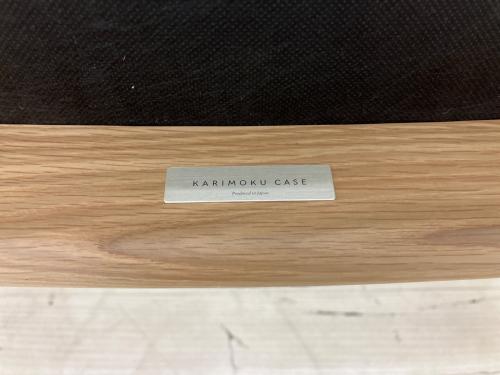 KARIMOKU CASE
Produced in Japan